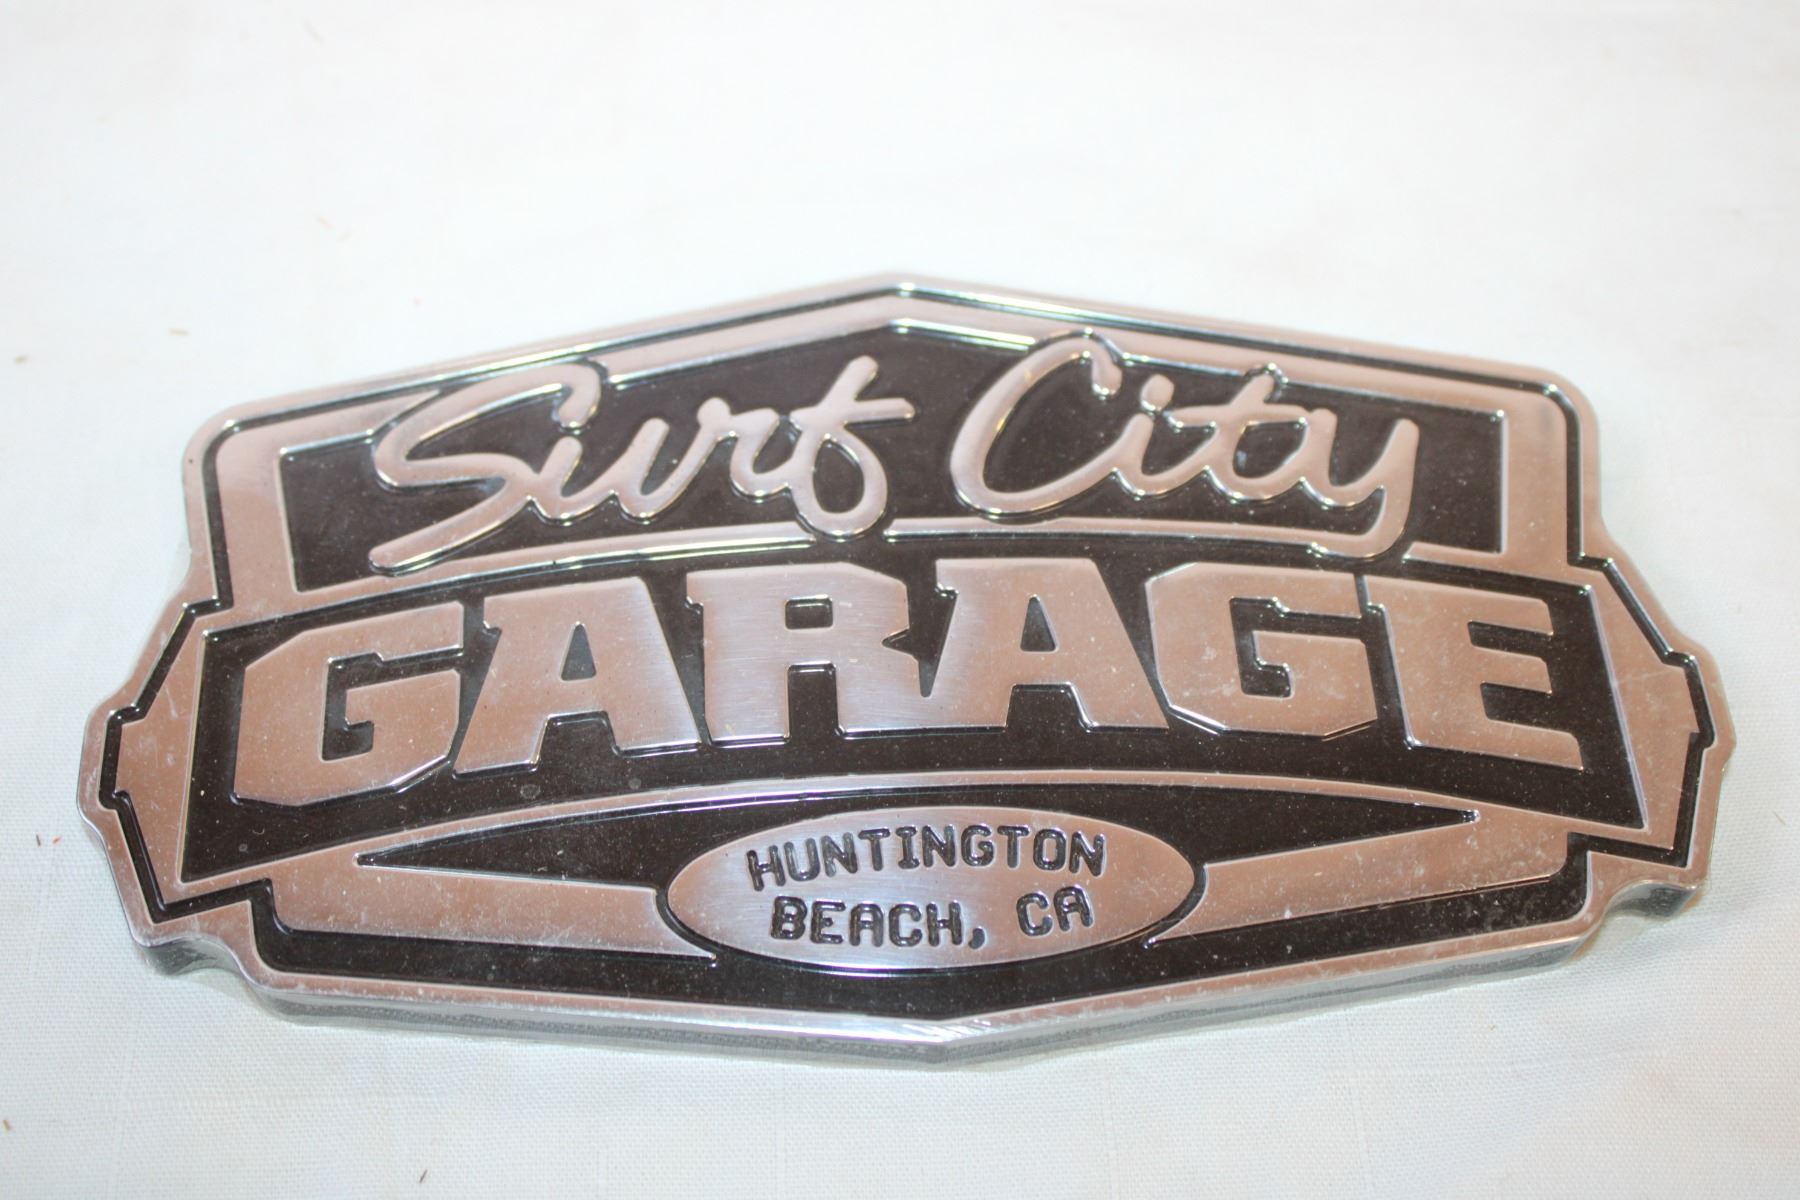 Surf City
GARAGE
HUNTINGTON
BEACH, CA